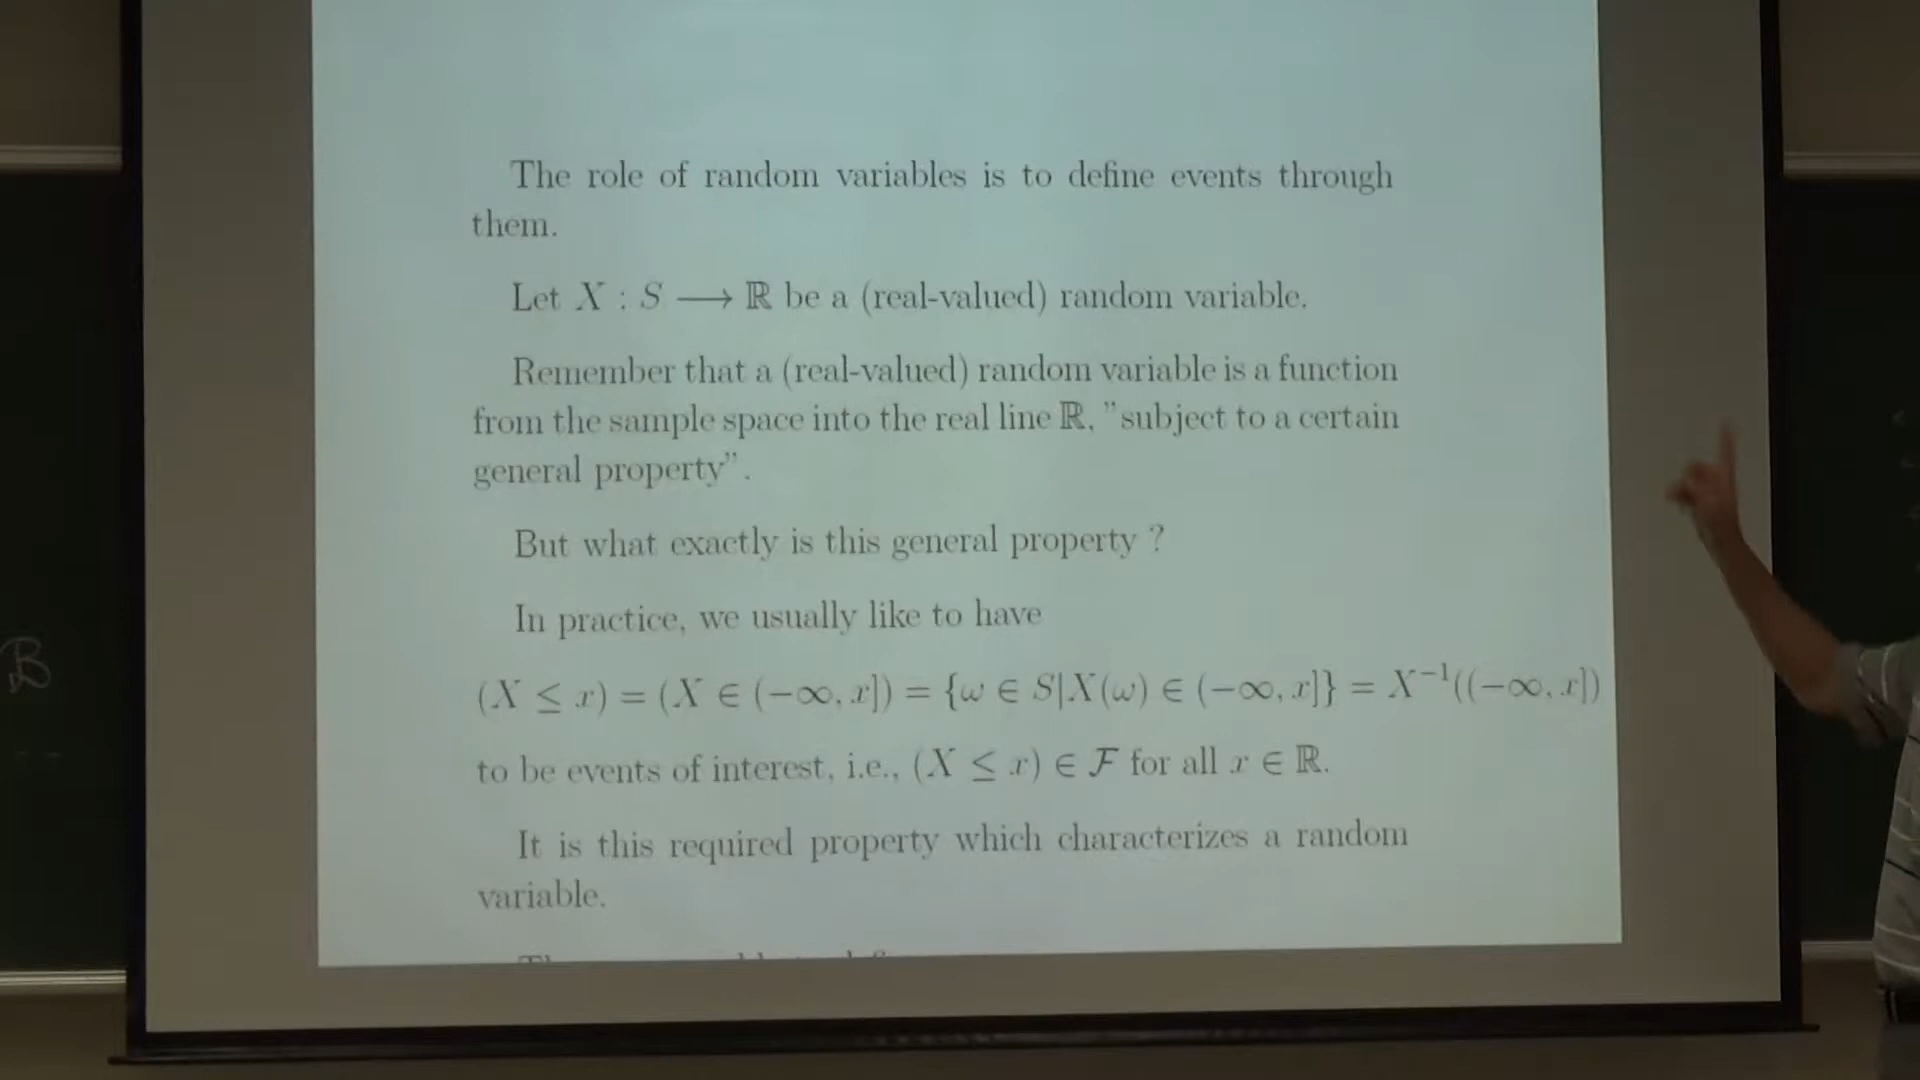 The role of random variables is to define events through
them.
Let X : S ⟶ ℝ be a (real-valued) random variable.
Remember that a (real-valued) random variable is a function
from the sample space into the real line ℝ, ”subject to a certain
general property”.
But what exactly is this general property ?
In practice, we usually like to have
(X ≤ x) = (X ∈ (−∞, x]) = {ω ∈ S|X(ω) ∈ (−∞, x]} = X⁻¹((−∞, x])
to be events of interest, i.e., (X ≤ x) ∈ ℱ for all x ∈ ℝ.
It is this required property which characterizes a random
variable.
B